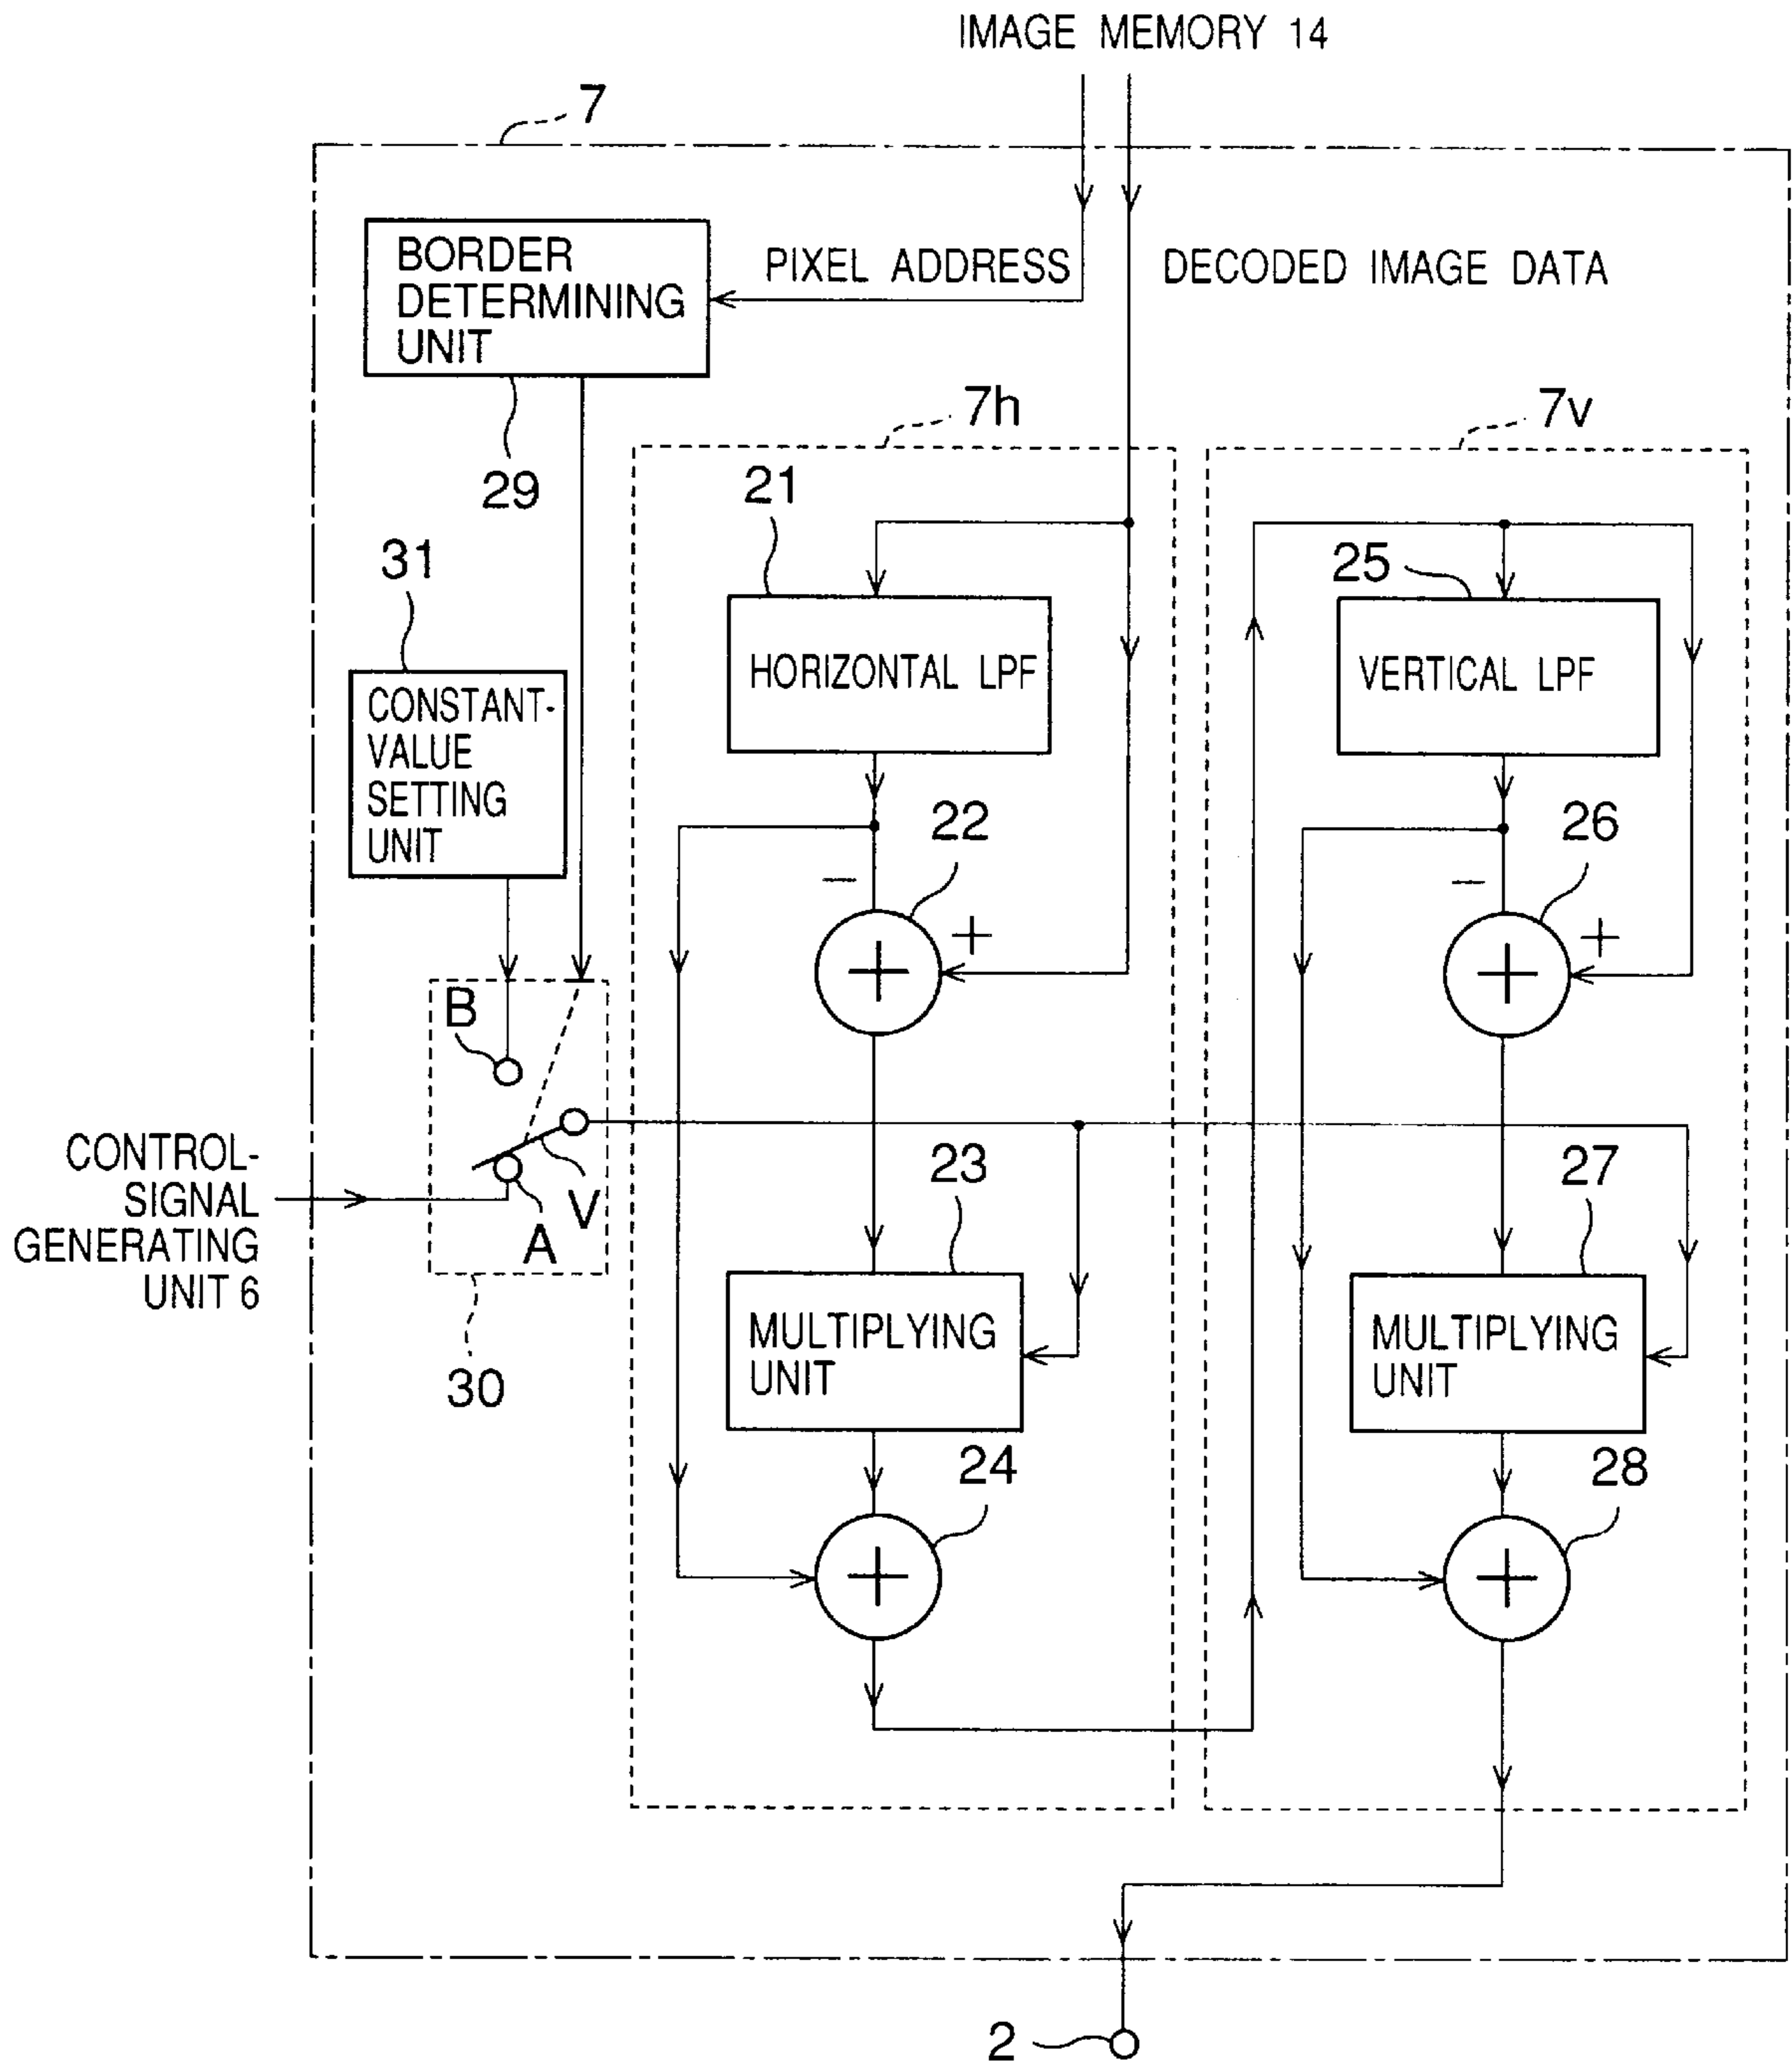 IMAGE MEMORY 14
7
BORDER
DETERMINING
UNIT
PIXEL ADDRESS
DECODED IMAGE DATA
29
7h
7v
21
25
31
HORIZONTAL LPF
VERTICAL LPF
CONSTANT-
VALUE
SETTING
UNIT
22
26
−
+
+
−
+
+
B
CONTROL-
SIGNAL
GENERATING
UNIT 6
V
A
23
27
30
MULTIPLYING
UNIT
MULTIPLYING
UNIT
24
28
+
+
2